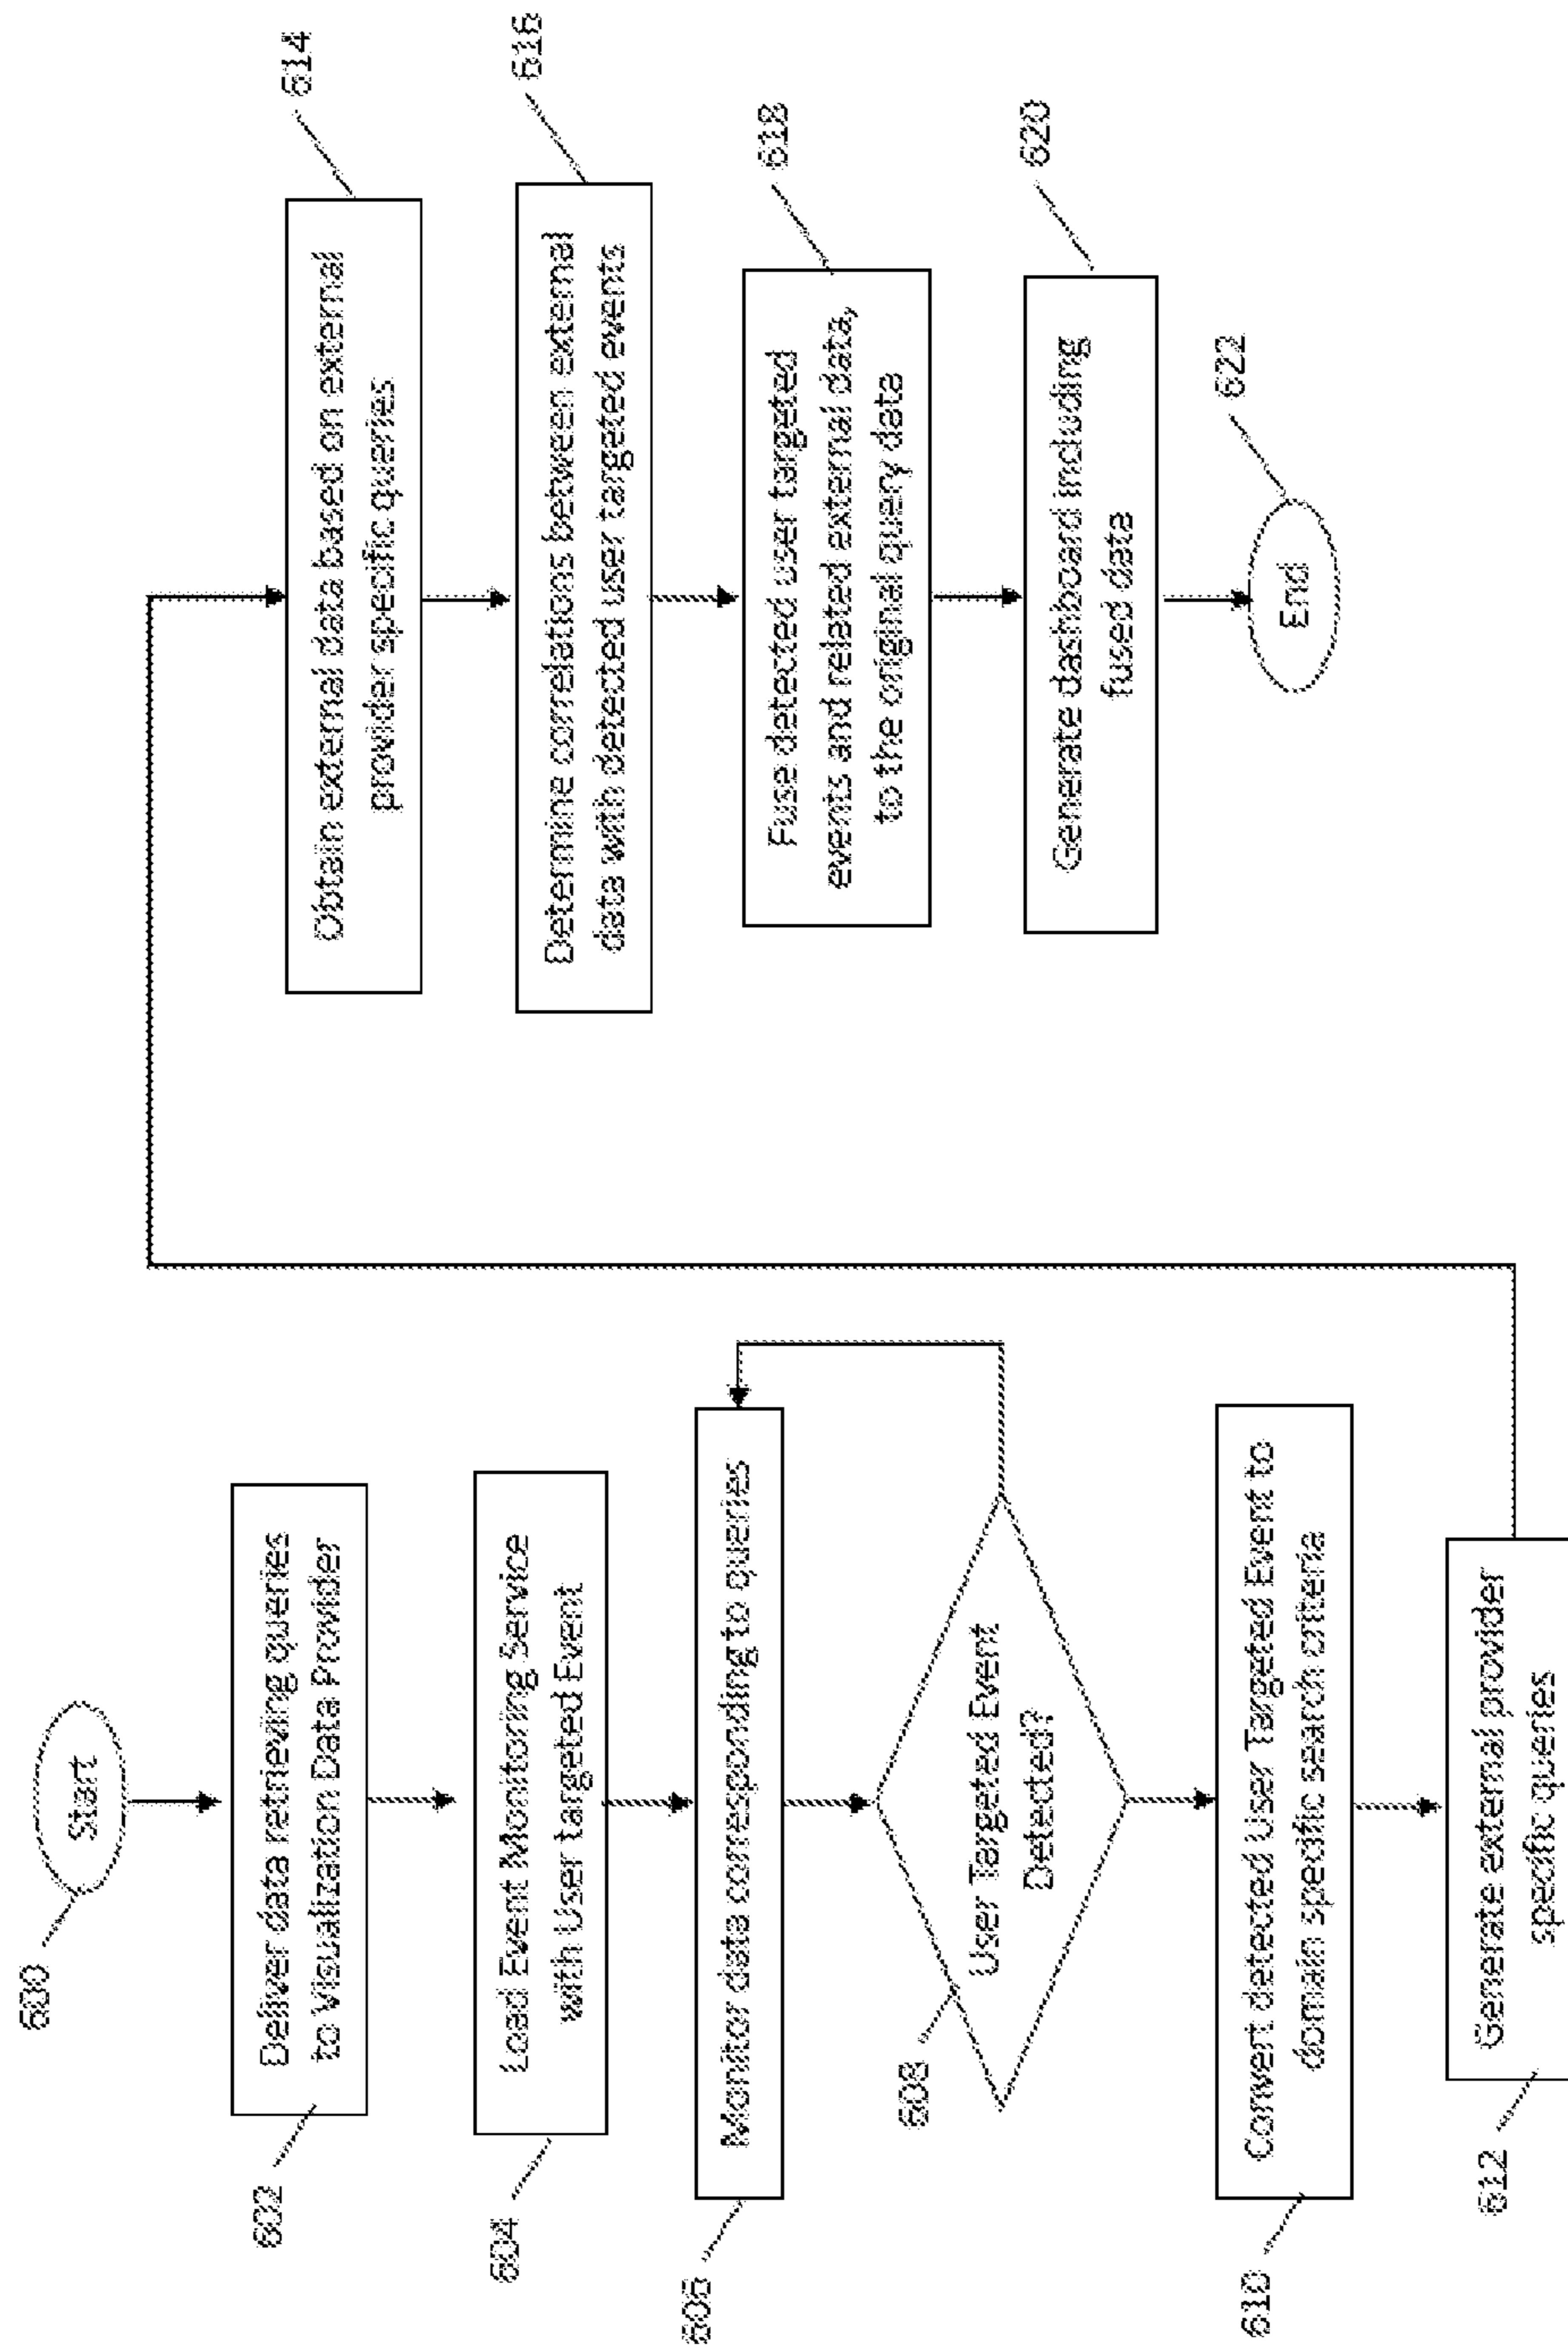 600
Start
602
Deliver data retrieving queries
to Visualization Data Provider
604
Load Event Monitoring Service
with User targeted Event
606
Monitor data corresponding to queries
608
User Targeted Event
Detected?
610
Convert detected User Targeted Event to
domain specific search criteria
612
Generate external provider
specific queries
614
Obtain external data based on external
provider specific queries
616
Determine correlations between external
data with detected user targeted events
618
Fuse detected user targeted
events and related external data,
to the original query data
620
Generate dashboard including
fused data
622
End